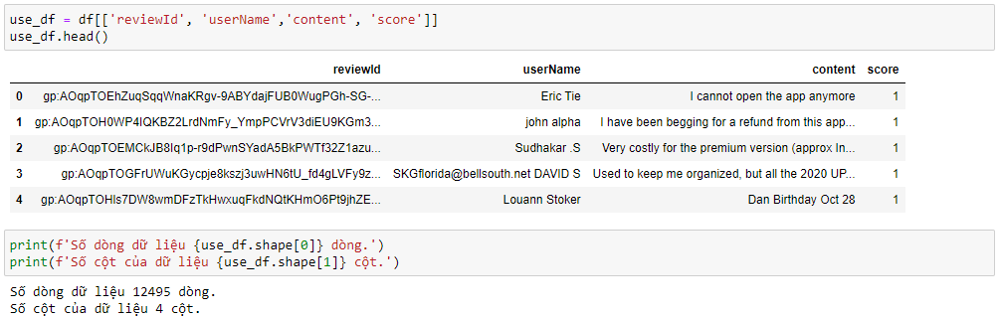 use_df = df[['reviewId', 'userName','content', 'score']]
use_df.head()
reviewId userName content score
0 gp:AOqpTOEhZuqSqqWnaKRgv-9ABYdajFUB0WugPGh-SG-... Eric Tie I cannot open the app anymore 1
1 gp:AOqpTOH0WP4IQKBZ2LrdNmFy_YmpPCVrV3diEU9KGm3... john alpha I have been begging for a refund from this app... 1
2 gp:AOqpTOEMCkJB8Iq1p-r9dPwnSYadA5BkPWTf32Z1azu... Sudhakar .S Very costly for the premium version (approx In... 1
3 gp:AOqpTOGFrUWuKGycpje8kszj3uwHN6tU_fd4gLVFy9z... SKGflorida@bellsouth.net DAVID S Used to keep me organized, but all the 2020 UP... 1
4 gp:AOqpTOHls7DW8wmDFzTkHwxuqFkdNQtKHmO6Pt9jhZE... Louann Stoker Dan Birthday Oct 28 1
print(f'Số dòng dữ liệu {use_df.shape[0]} dòng.')
print(f'Số cột của dữ liệu {use_df.shape[1]} cột.')
Số dòng dữ liệu 12495 dòng.
Số cột của dữ liệu 4 cột.